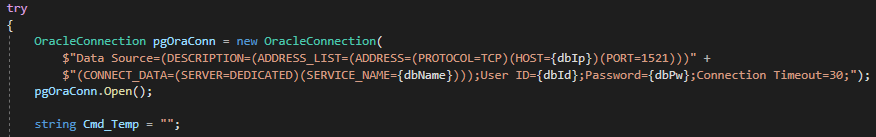 try
{
OracleConnection pgOraConn = new OracleConnection(
$"Data Source=(DESCRIPTION=(ADDRESS_LIST=(ADDRESS=(PROTOCOL=TCP)(HOST={dbIp})(PORT=1521)))" +
$"(CONNECT_DATA=(SERVER=DEDICATED)(SERVICE_NAME={dbName})));User ID={dbId};Password={dbPw};Connection Timeout=30;");
pgOraConn.Open();
string Cmd_Temp = "";